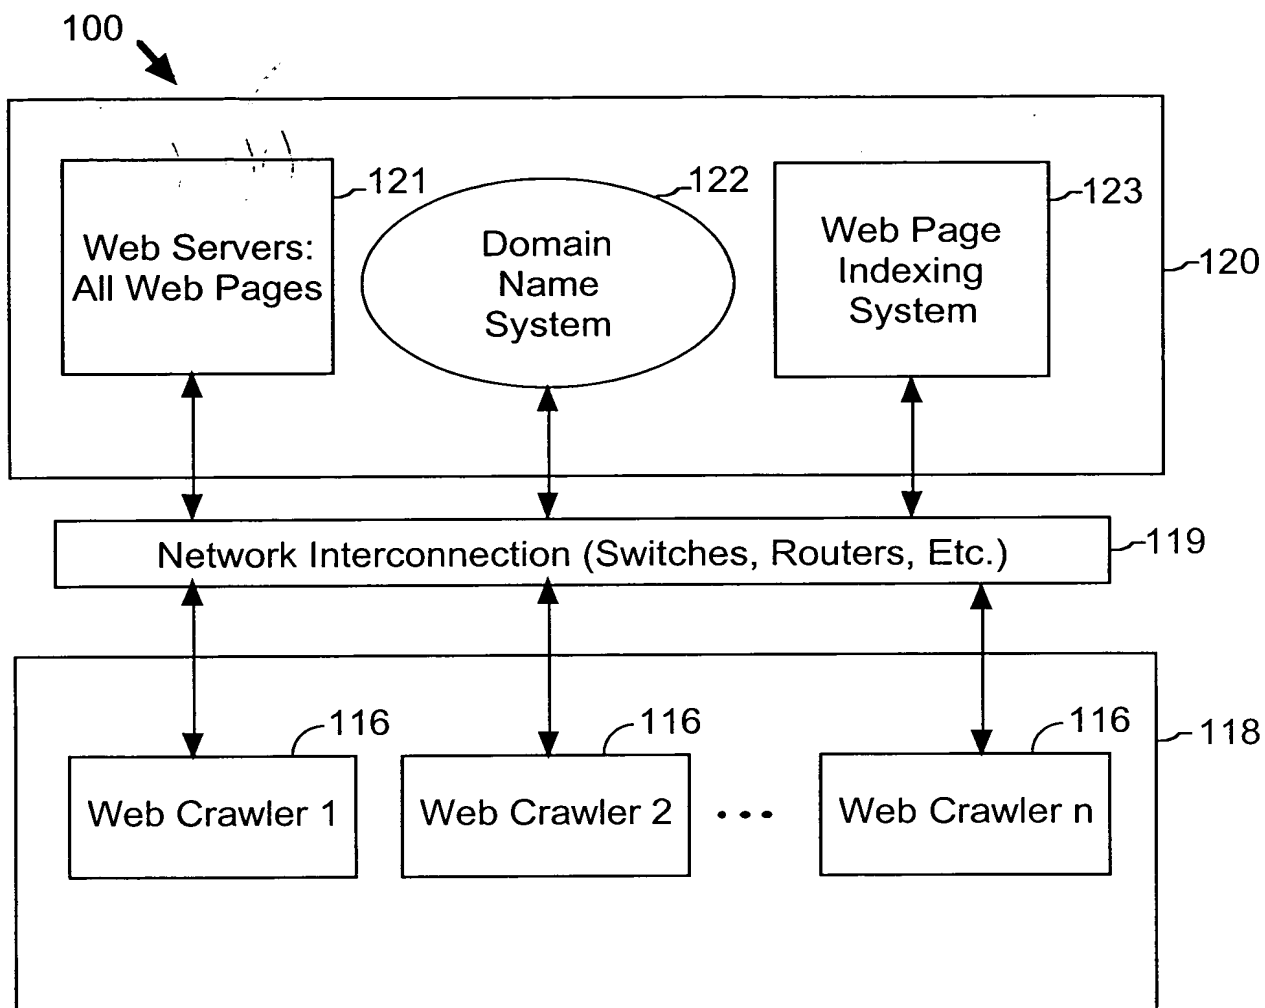 100
121
122
123
Web Servers:
All Web Pages
Domain
Name
System
Web Page
Indexing
System
120
Network Interconnection (Switches, Routers, Etc.)
119
116
116
116
118
Web Crawler 1
Web Crawler 2
...
Web Crawler n